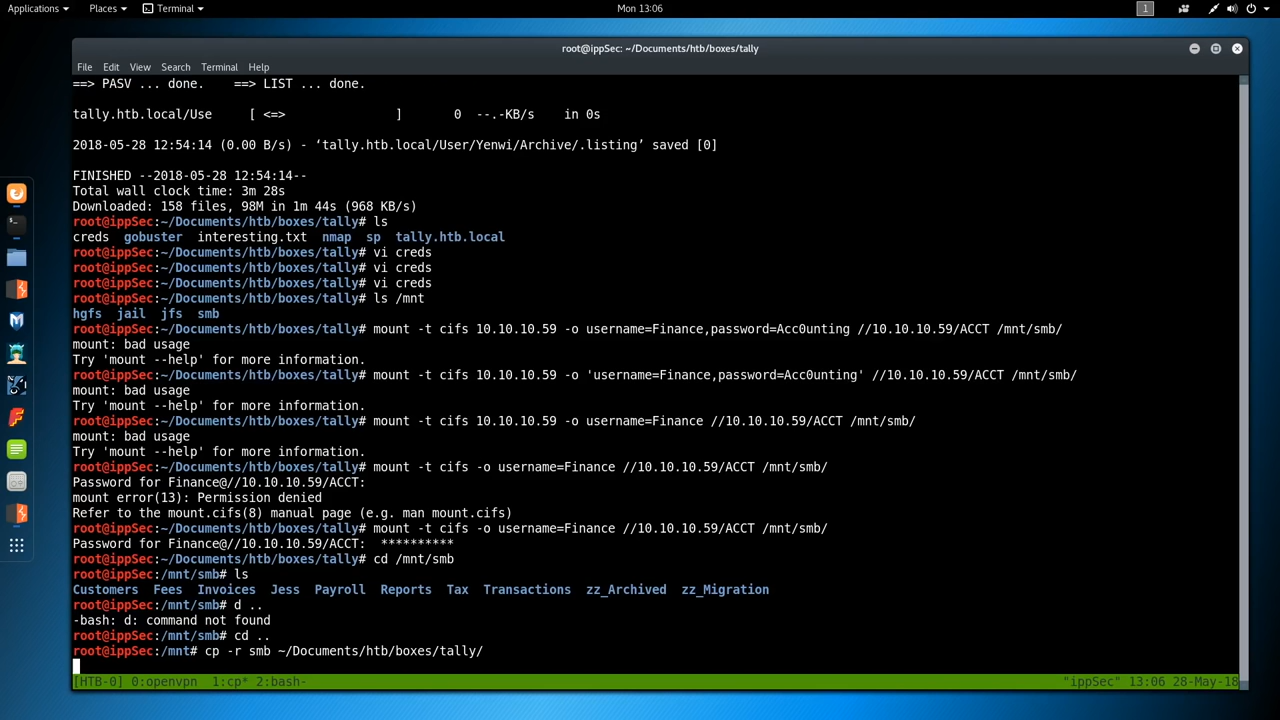 Applications Places Terminal Mon 13:06 1
root@ippSec: ~/Documents/htb/boxes/tally
File Edit View Search Terminal Help
==> PASV ... done.    ==> LIST ... done.
tally.htb.local/Use     [ <=>                ]       0  --.-KB/s    in 0s
2018-05-28 12:54:14 (0.00 B/s) - ‘tally.htb.local/User/Yenwi/Archive/.listing’ saved [0]
FINISHED --2018-05-28 12:54:14--
Total wall clock time: 3m 28s
Downloaded: 158 files, 98M in 1m 44s (968 KB/s)
root@ippSec:~/Documents/htb/boxes/tally# ls
creds  gobuster  interesting.txt  nmap  sp  tally.htb.local
root@ippSec:~/Documents/htb/boxes/tally# vi creds
root@ippSec:~/Documents/htb/boxes/tally# vi creds
root@ippSec:~/Documents/htb/boxes/tally# vi creds
root@ippSec:~/Documents/htb/boxes/tally# ls /mnt
hgfs  jail  jfs  smb
root@ippSec:~/Documents/htb/boxes/tally# mount -t cifs 10.10.10.59 -o username=Finance,password=Acc0unting //10.10.10.59/ACCT /mnt/smb/
mount: bad usage
Try 'mount --help' for more information.
root@ippSec:~/Documents/htb/boxes/tally# mount -t cifs 10.10.10.59 -o 'username=Finance,password=Acc0unting' //10.10.10.59/ACCT /mnt/smb/
mount: bad usage
Try 'mount --help' for more information.
root@ippSec:~/Documents/htb/boxes/tally# mount -t cifs 10.10.10.59 -o username=Finance //10.10.10.59/ACCT /mnt/smb/
mount: bad usage
Try 'mount --help' for more information.
root@ippSec:~/Documents/htb/boxes/tally# mount -t cifs -o username=Finance //10.10.10.59/ACCT /mnt/smb/
Password for Finance@//10.10.10.59/ACCT:
mount error(13): Permission denied
Refer to the mount.cifs(8) manual page (e.g. man mount.cifs)
root@ippSec:~/Documents/htb/boxes/tally# mount -t cifs -o username=Finance //10.10.10.59/ACCT /mnt/smb/
Password for Finance@//10.10.10.59/ACCT:  **********
root@ippSec:~/Documents/htb/boxes/tally# cd /mnt/smb
root@ippSec:/mnt/smb# ls
Customers  Fees  Invoices  Jess  Payroll  Reports  Tax  Transactions  zz_Archived  zz_Migration
root@ippSec:/mnt/smb# d ..
-bash: d: command not found
root@ippSec:/mnt/smb# cd ..
root@ippSec:/mnt# cp -r smb ~/Documents/htb/boxes/tally/
[HTB-0] 0:openvpn  1:cp* 2:bash- "ippSec" 13:06 28-May-18